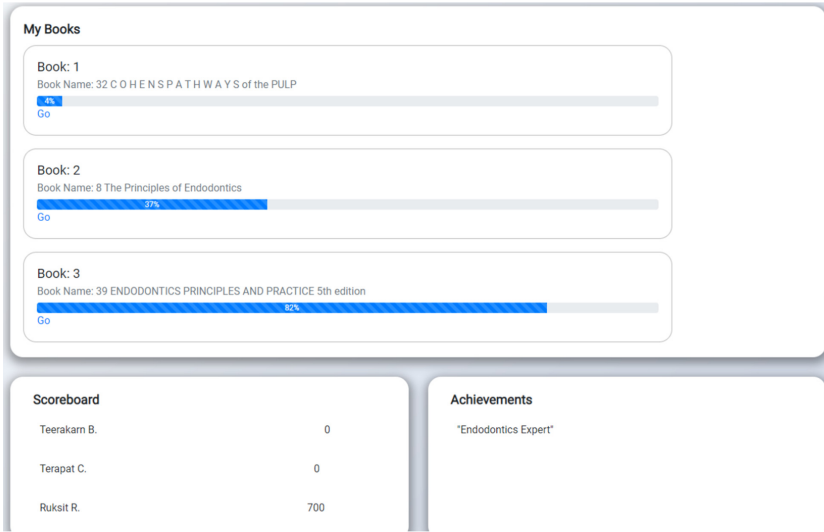 My Books
Book: 1
Book Name: 32 C O H E N S P A T H W A Y S of the PULP
4%
Go
Book: 2
Book Name: 8 The Principles of Endodontics
37%
Go
Book: 3
Book Name: 39 ENDODONTICS PRINCIPLES AND PRACTICE 5th edition
82%
Go
Scoreboard
Teerakarn B. 0
Terapat C. 0
Ruksit R. 700
Achievements
"Endodontics Expert"